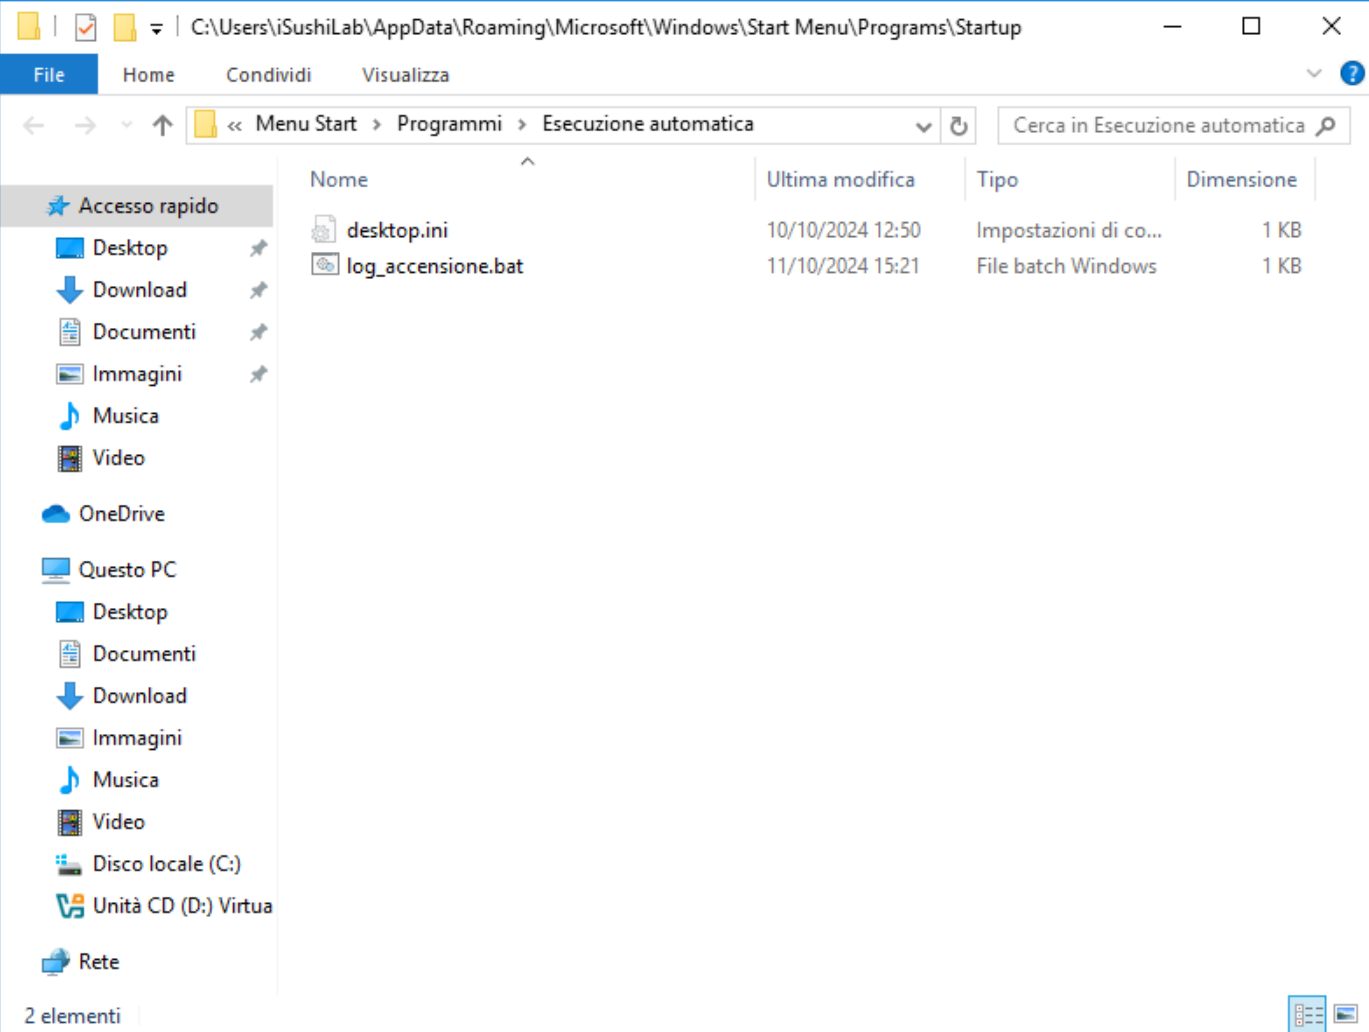 C:\Users\iSushiLab\AppData\Roaming\Microsoft\Windows\Start Menu\Programs\Startup
File Home Condividi Visualizza ?
« Menu Start > Programmi > Esecuzione automatica Cerca in Esecuzione automatica
Nome Ultima modifica Tipo Dimensione
Accesso rapido
desktop.ini 10/10/2024 12:50 Impostazioni di co... 1 KB
Desktop
log_accensione.bat 11/10/2024 15:21 File batch Windows 1 KB
Download
Documenti
Immagini
Musica
Video
OneDrive
Questo PC
Desktop
Documenti
Download
Immagini
Musica
Video
Disco locale (C:)
Unità CD (D:) Virtua
Rete
2 elementi